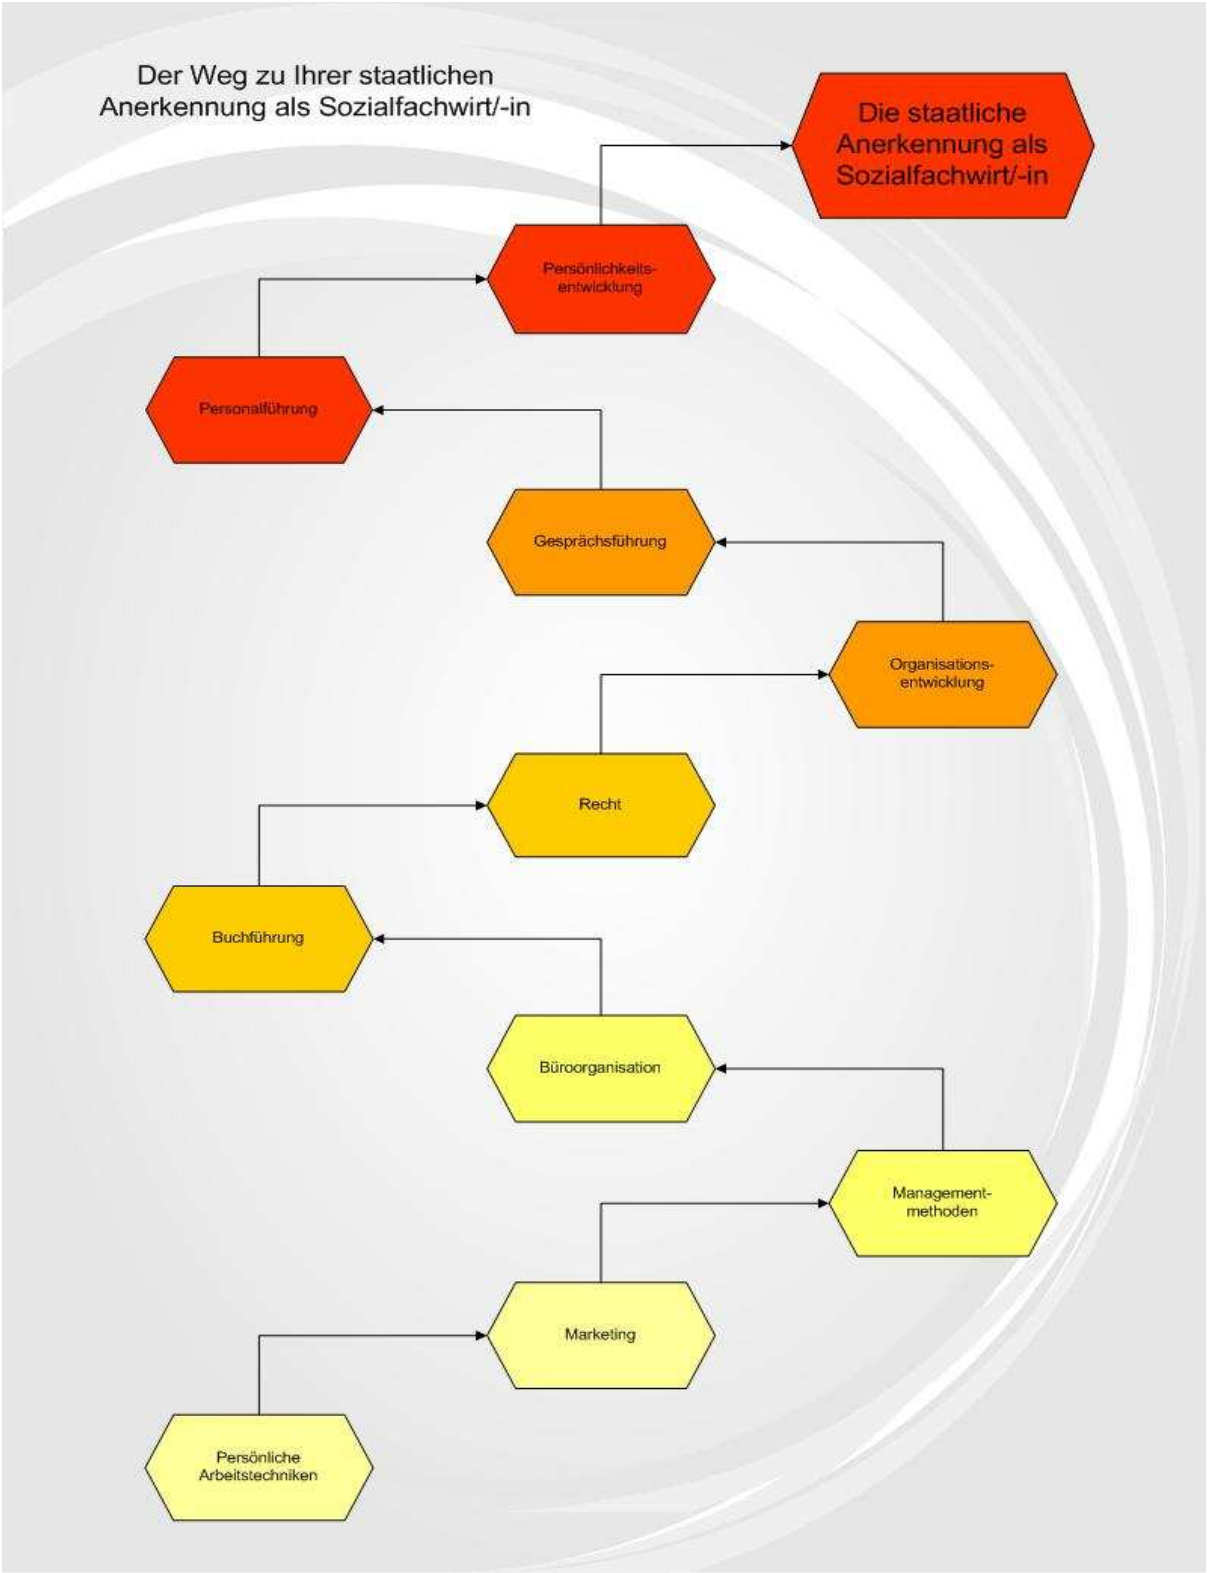 Der Weg zu Ihrer staatlichen
Anerkennung als Sozialfachwirt/-in
Die staatliche
Anerkennung als
Sozialfachwirt/-in
Persönlichkeits-
entwicklung
Personalführung
Gesprächsführung
Organisations-
entwicklung
Recht
Buchführung
Büroorganisation
Management-
methoden
Marketing
Persönliche
Arbeitstechniken